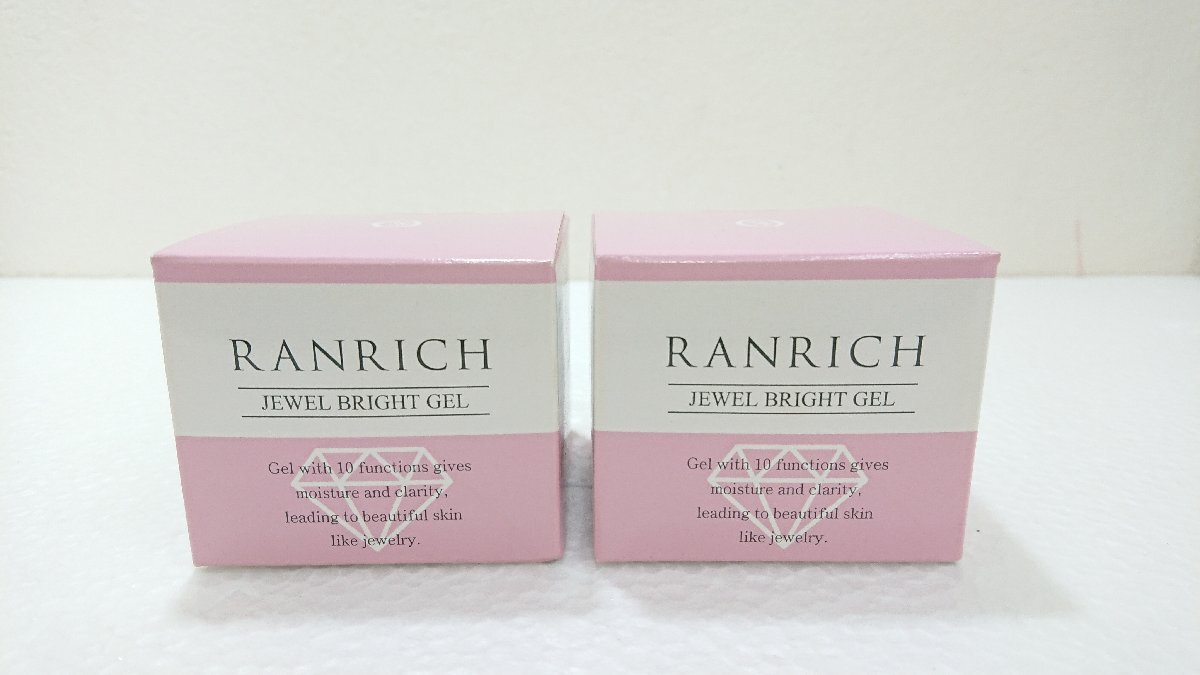 RANRICH
JEWEL BRIGHT GEL
Gel with 10 functions gives
moisture and clarity,
leading to beautiful skin
like jewelry.
RANRICH
JEWEL BRIGHT GEL
Gel with 10 functions gives
moisture and clarity,
leading to beautiful skin
like jewelry.